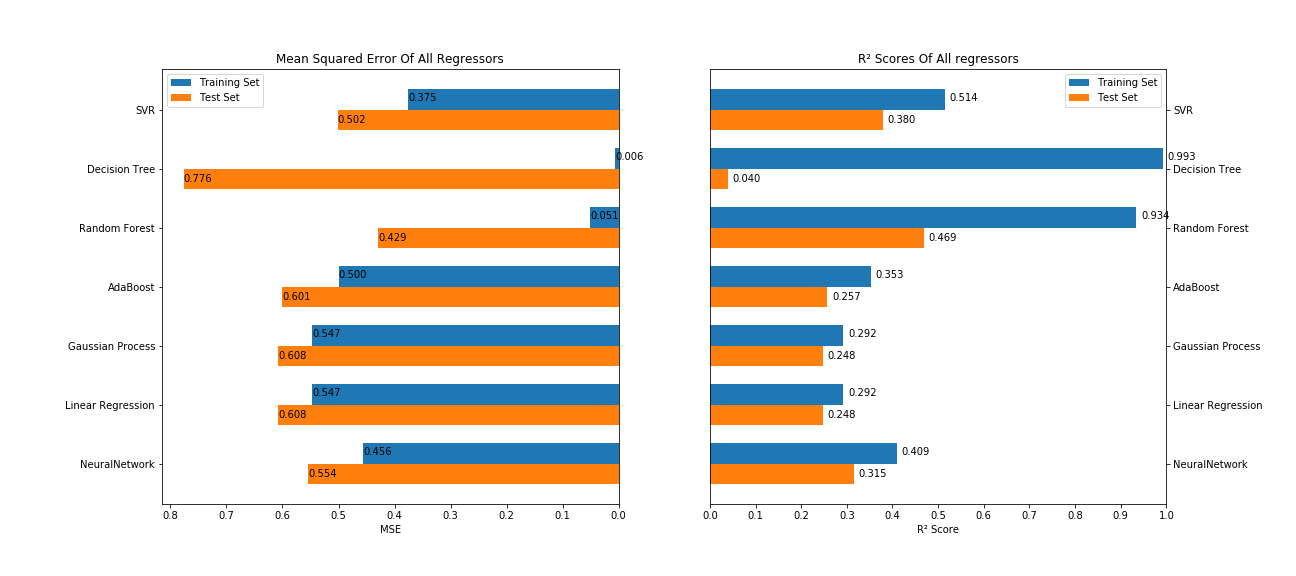 Mean Squared Error Of All Regressors
Training Set
Test Set
SVR
0.375
0.502
Decision Tree
0.006
0.776
Random Forest
0.051
0.429
AdaBoost
0.500
0.601
Gaussian Process
0.547
0.608
Linear Regression
0.547
0.608
NeuralNetwork
0.456
0.554
0.8 0.7 0.6 0.5 0.4 0.3 0.2 0.1 0.0
MSE
R² Scores Of All regressors
Training Set
Test Set
0.514
SVR
0.380
0.993
Decision Tree
0.040
0.934
Random Forest
0.469
0.353
AdaBoost
0.257
0.292
Gaussian Process
0.248
0.292
Linear Regression
0.248
0.409
NeuralNetwork
0.315
0.0 0.1 0.2 0.3 0.4 0.5 0.6 0.7 0.8 0.9 1.0
R² Score